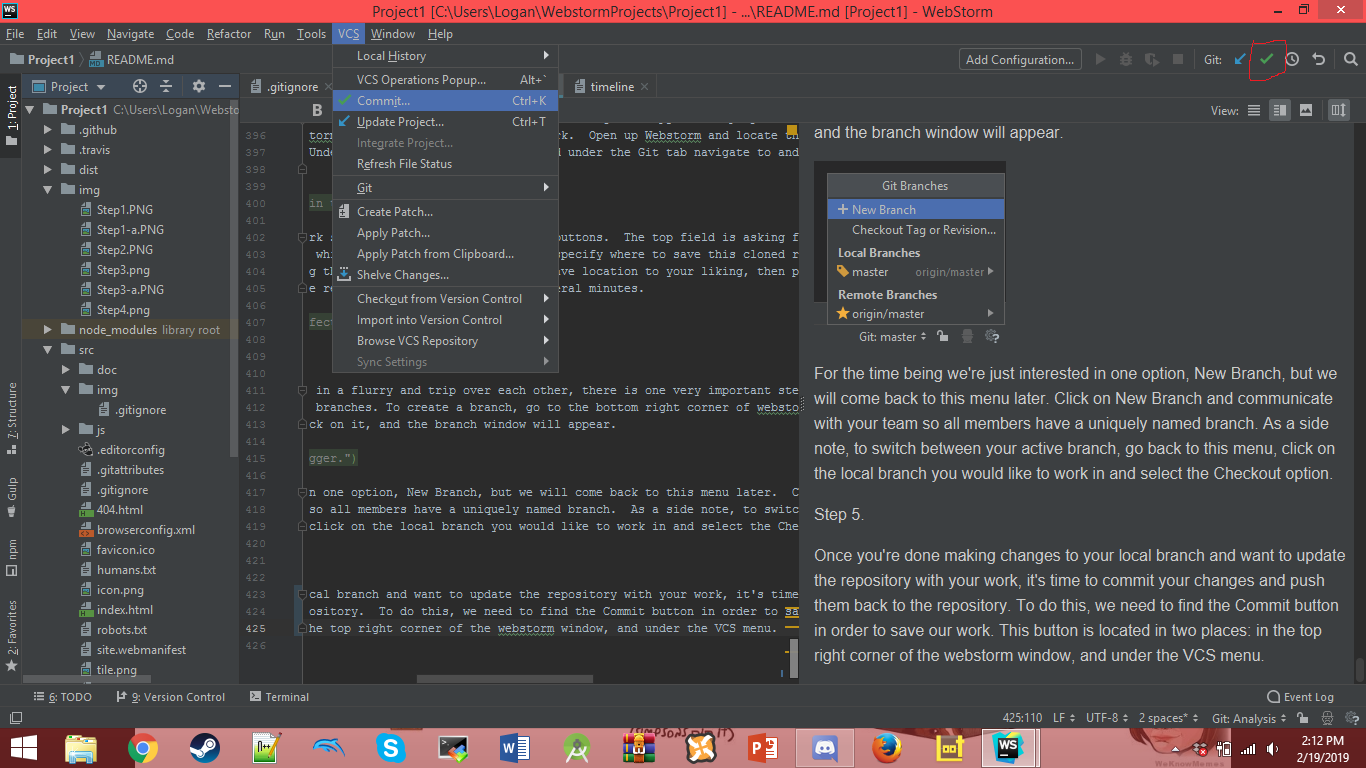 WS
Project1 [C:\Users\Logan\WebstormProjects\Project1] - ...\README.md [Project1] - WebStorm
File Edit View Navigate Code Refactor Run Tools VCS Window Help
Project1 README.md
Add Configuration...
Git:
Local History
VCS Operations Popup... Alt+`
Commit... Ctrl+K
Update Project... Ctrl+T
Integrate Project...
Refresh File Status
Git
Create Patch...
Apply Patch...
Apply Patch from Clipboard...
Shelve Changes...
Checkout from Version Control
Import into Version Control
Browse VCS Repository
Sync Settings
1: Project
7: Structure
Gulp
npm
2: Favorites
Project
Project1 C:\Users\Logan\Websto
.github
.travis
dist
img
Step1.PNG
Step1-a.PNG
Step2.PNG
Step3.png
Step3-a.PNG
Step4.png
node_modules library root
src
doc
img
.gitignore
js
.editorconfig
.gitattributes
.gitignore
404.html
browserconfig.xml
favicon.ico
humans.txt
icon.png
index.html
robots.txt
site.webmanifest
tile.png
.gitignore
timeline
B
View:
396 torm
rk. Open up Webstorm and locate th
397 Unde
d under the Git tab navigate to and
398
399
400 in
401
402 rk
buttons. The top field is asking f
403 whi
specify where to save this cloned r
404 g th
ve location to your liking, then p
405 e re
eral minutes.
406
407 fect
408
409
410
411 in a flurry and trip over each other, there is one very important ste
412 branches. To create a branch, go to the bottom right corner of websto
413 ck on it, and the branch window will appear.
414
415 gger.")
416
417 n one option, New Branch, but we will come back to this menu later. C
418 so all members have a uniquely named branch. As a side note, to switc
419 click on the local branch you would like to work in and select the Che
420
421
422
423 cal branch and want to update the repository with your work, it's time
424 ository. To do this, we need to find the Commit button in order to sa
425 he top right corner of the webstorm window, and under the VCS menu.
426
and the branch window will appear.
Git Branches
New Branch
Checkout Tag or Revision...
Local Branches
master origin/master
Remote Branches
origin/master
Git: master
For the time being we're just interested in one option, New Branch, but we
will come back to this menu later. Click on New Branch and communicate
with your team so all members have a uniquely named branch. As a side
note, to switch between your active branch, go back to this menu, click on
the local branch you would like to work in and select the Checkout option.
Step 5.
Once you're done making changes to your local branch and want to update
the repository with your work, it's time to commit your changes and push
them back to the repository. To do this, we need to find the Commit button
in order to save our work. This button is located in two places: in the top
right corner of the webstorm window, and under the VCS menu.
6: TODO 9: Version Control Terminal Event Log
425:110 LF UTF-8 2 spaces* Git: Analysis
WS
2:12 PM
2/19/2019
WeKnowMemes